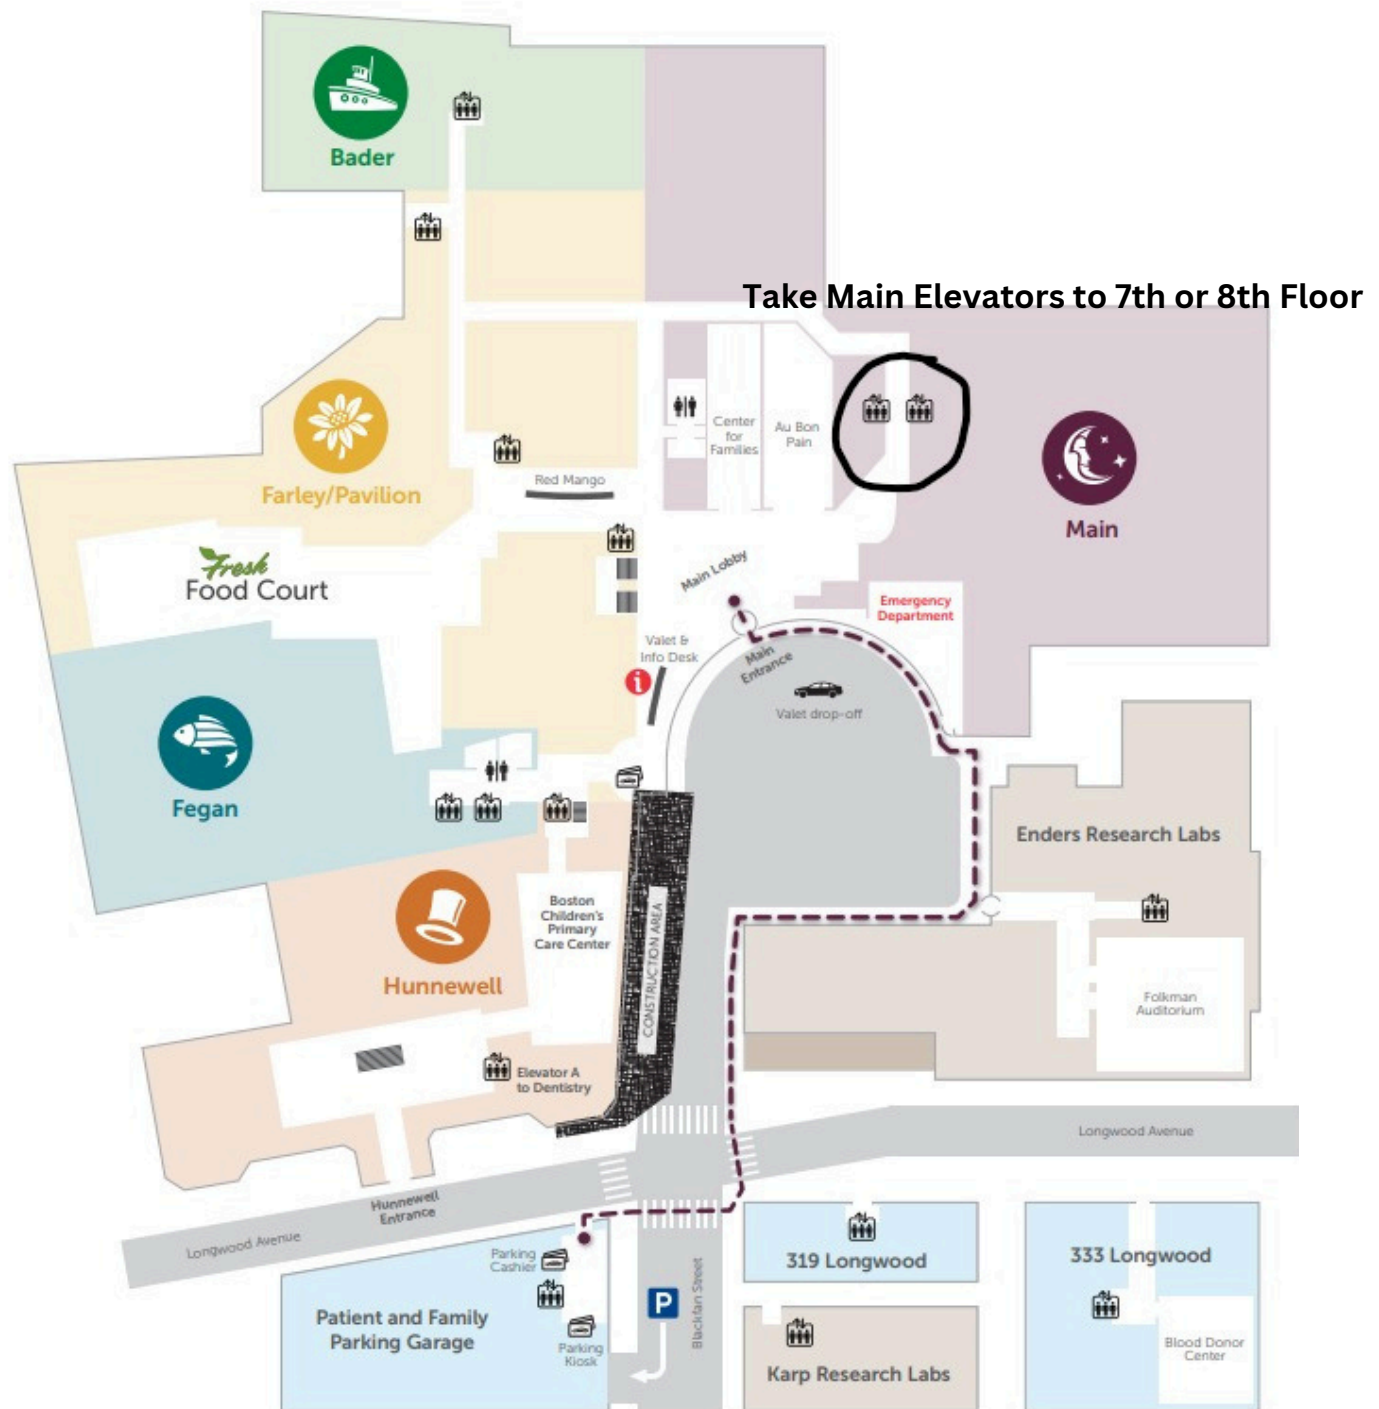 Bader
Take Main Elevators to 7th or 8th Floor
Center
for
Families
Au Bon
Pain
Red Mango
Farley/Pavilion
Main
Fresh
Food Court
Main Lobby
Emergency
Department
Valet &
Info Desk
i
Main
Entrance
Valet drop-off
Fegan
Enders Research Labs
Boston
Children's
Primary
Care Center
CONSTRUCTION AREA
Hunnewell
Folkman
Auditorium
Elevator A
to Dentistry
Longwood Avenue
Hunnewell
Entrance
Longwood Avenue
Parking
Cashier
319 Longwood
333 Longwood
P
Blackfan Street
Patient and Family
Parking Garage
Parking
Kiosk
Blood Donor
Center
Karp Research Labs